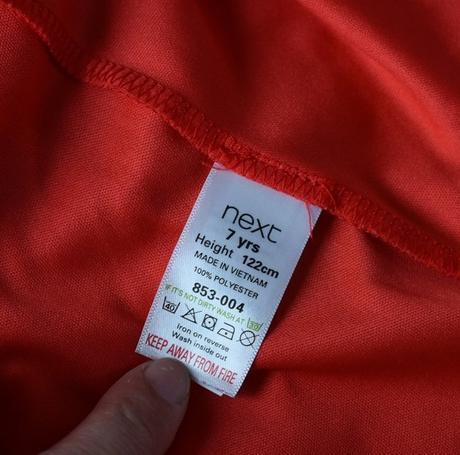 next
7 yrs
Height 122cm
MADE IN VIETNAM
100% POLYESTER
853-004
IF IT'S NOT DIRTY WASH AT 30
40
Iron on reverse
Wash inside out
KEEP AWAY FROM FIRE